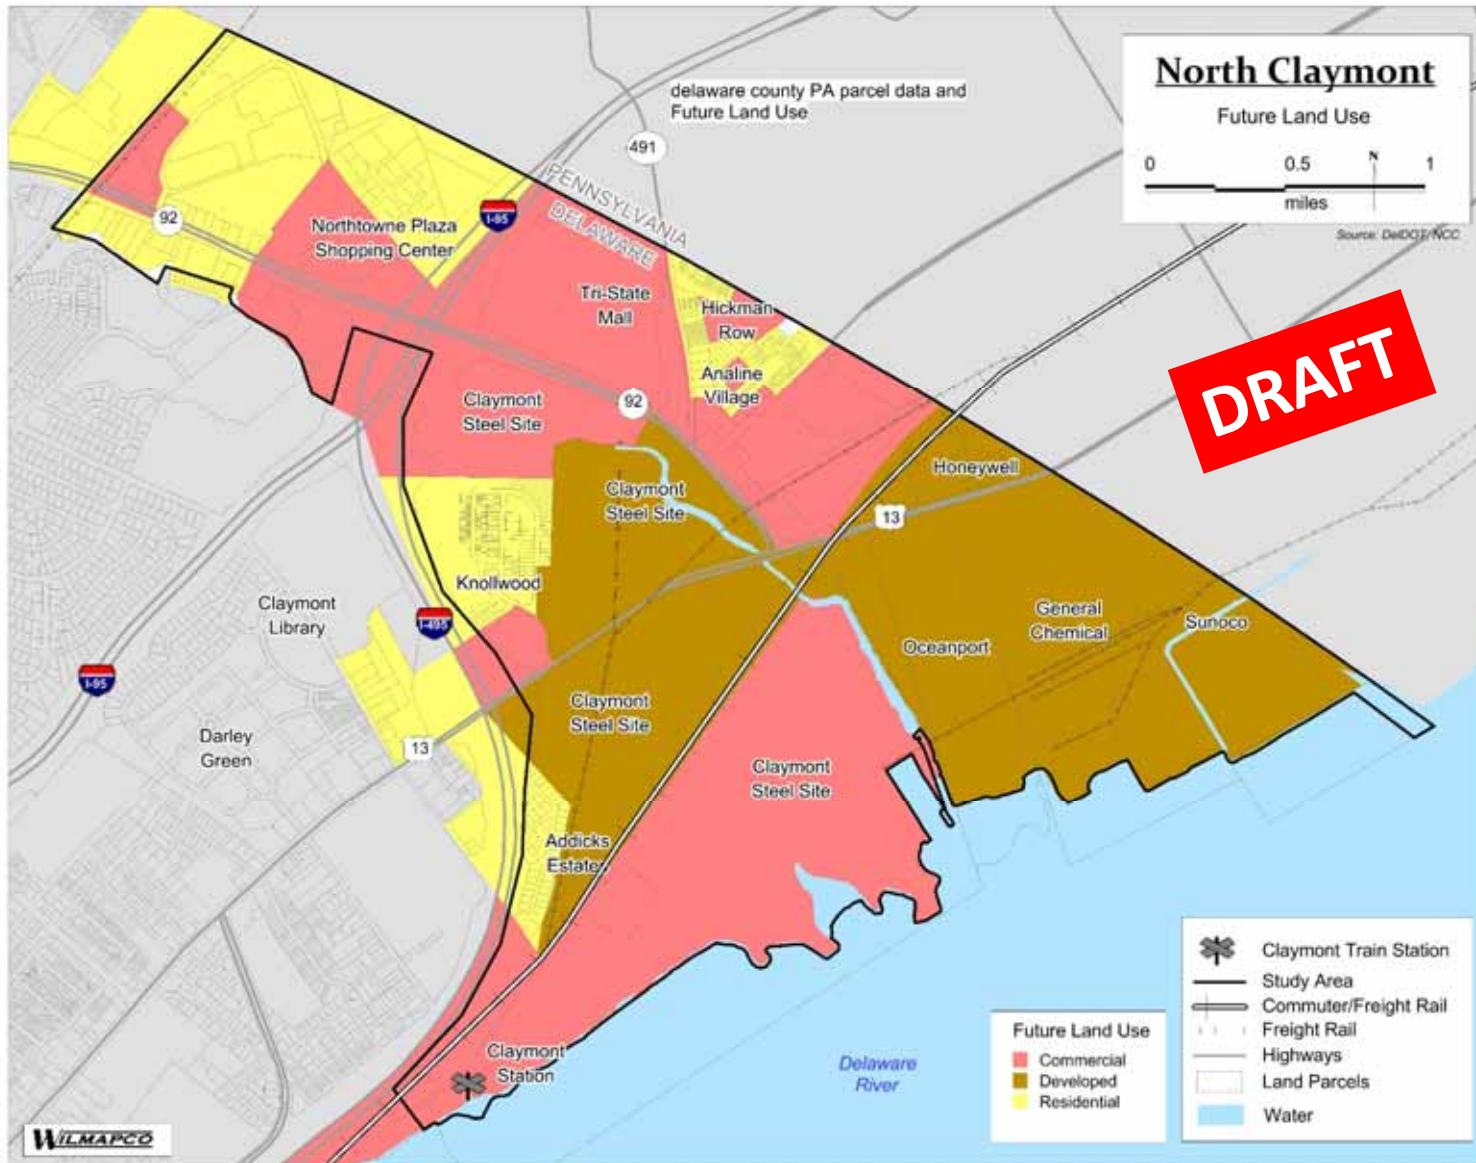 North Claymont
Future Land Use
0 0.5 1
N
miles
Source: DelDOT, NCC
delaware county PA parcel data and
Future Land Use
491
PENNSYLVANIA
DELAWARE
92
I-95
Northtowne Plaza
Shopping Center
Tri-State
Mall
Hickman
Row
Analine
Village
DRAFT
Claymont
Steel Site
92
Honeywell
Claymont
Steel Site
13
Knollwood
Claymont
Library
I-495
General
Chemical
Sunoco
Oceanport
I-95
Claymont
Steel Site
Darley
Green
13
Claymont
Steel Site
Addicks
Estates
Claymont
Station
Delaware
River
Future Land Use
Commercial
Developed
Residential
Claymont Train Station
Study Area
Commuter/Freight Rail
Freight Rail
Highways
Land Parcels
Water
WILMAPCO